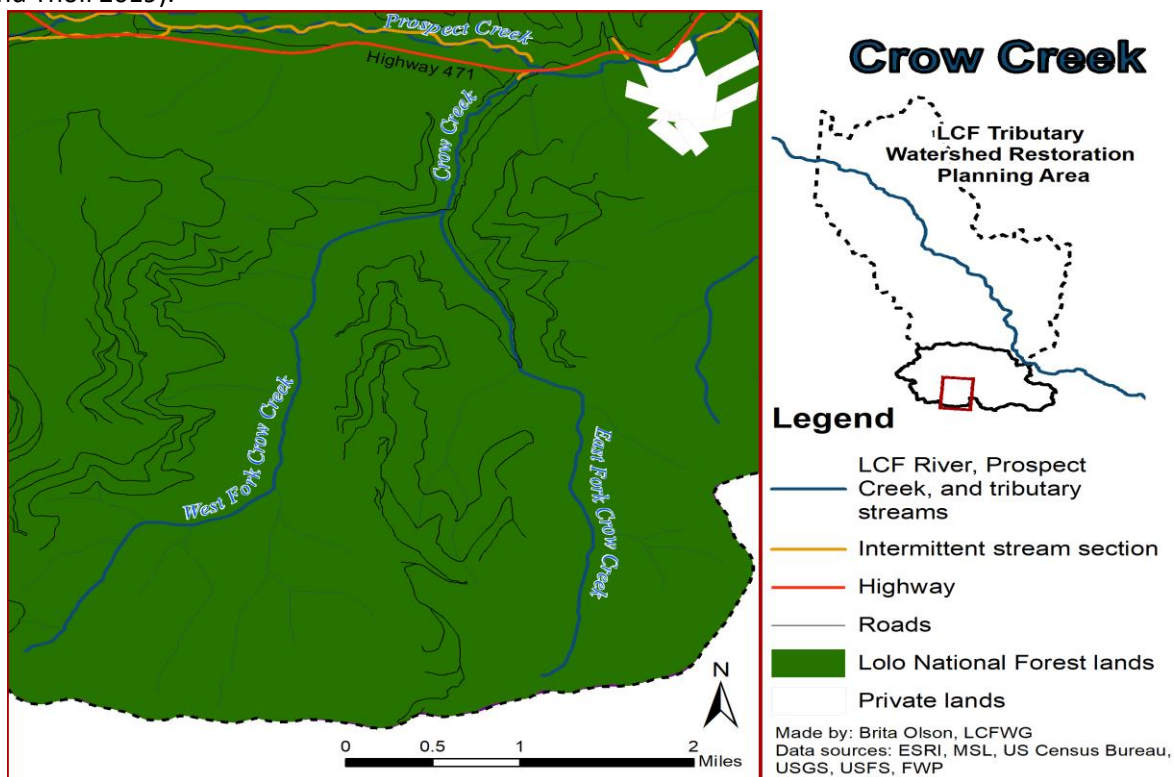 Prospect Creek
Highway 471
Crow Creek
West Fork Crow Creek
East Fork Crow Creek
N
0 0.5 1 2
Miles
Crow Creek
LCF Tributary
Watershed Restoration
Planning Area
Legend
LCF River, Prospect
Creek, and tributary
streams
Intermittent stream section
Highway
Roads
Lolo National Forest lands
Private lands
Made by: Brita Olson, LCFWG
Data sources: ESRI, MSL, US Census Bureau,
USGS, USFS, FWP